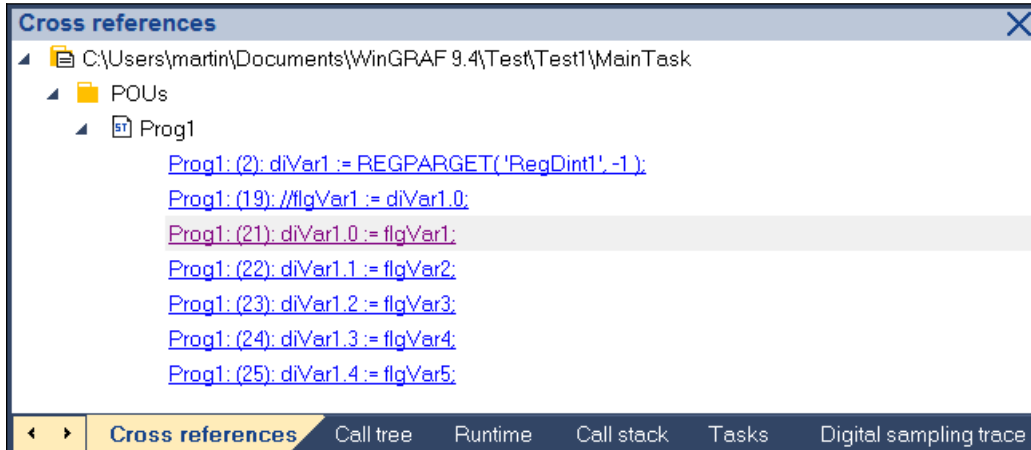 Cross references
C:\Users\martin\Documents\WinGRAF 9.4\Test\Test1\MainTask
POUs
ST Prog1
Prog1: (2): diVar1 := REGPARGET( 'RegDint1', -1 );
Prog1: (19): //flgVar1 := diVar1.0;
Prog1: (21): diVar1.0 := flgVar1;
Prog1: (22): diVar1.1 := flgVar2;
Prog1: (23): diVar1.2 := flgVar3;
Prog1: (24): diVar1.3 := flgVar4;
Prog1: (25): diVar1.4 := flgVar5;
Cross references Call tree Runtime Call stack Tasks Digital sampling trace